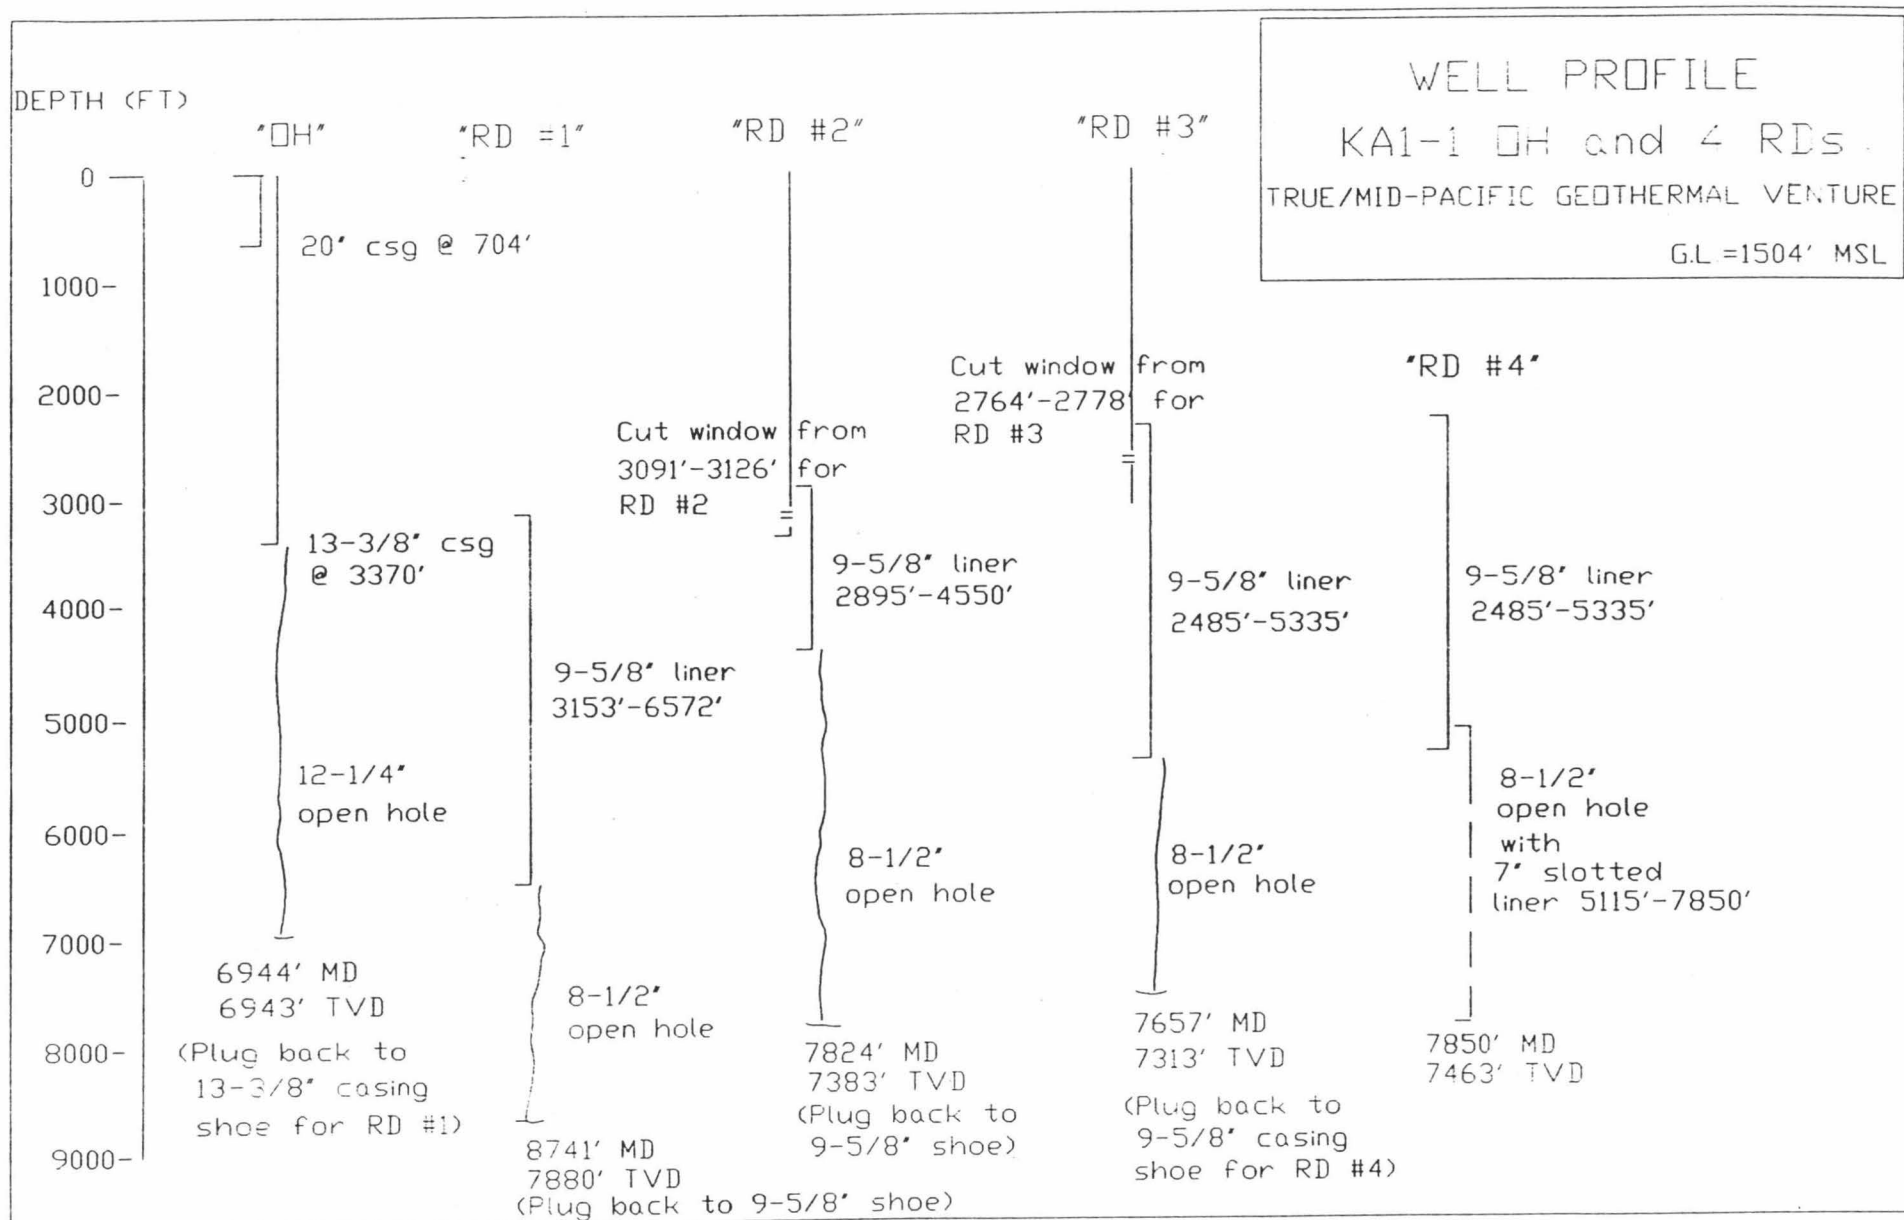 WELL PROFILE
KA1-1 OH and 4 RDs
TRUE/MID-PACIFIC GEOTHERMAL VENTURE
G.L.=1504' MSL
DEPTH (FT)
0
1000-
2000-
3000-
4000-
5000-
6000-
7000-
8000-
9000-
"OH"
20" csg @ 704'
13-3/8" csg
@ 3370'
12-1/4"
open hole
6944' MD
6943' TVD
(Plug back to
13-3/8" casing
shoe for RD #1)
"RD #1"
9-5/8" liner
3153'-6572'
8-1/2"
open hole
8741' MD
7880' TVD
(Plug back to 9-5/8" shoe)
"RD #2"
Cut window from
3091'-3126' for
RD #2
9-5/8" liner
2895'-4550'
8-1/2"
open hole
7824' MD
7383' TVD
(Plug back to
9-5/8" shoe)
"RD #3"
Cut window from
2764'-2778' for
RD #3
9-5/8" liner
2485'-5335'
8-1/2"
open hole
7657' MD
7313' TVD
(Plug back to
9-5/8" casing
shoe for RD #4)
"RD #4"
9-5/8" liner
2485'-5335'
8-1/2"
open hole
with
7" slotted
liner 5115'-7850'
7850' MD
7463' TVD